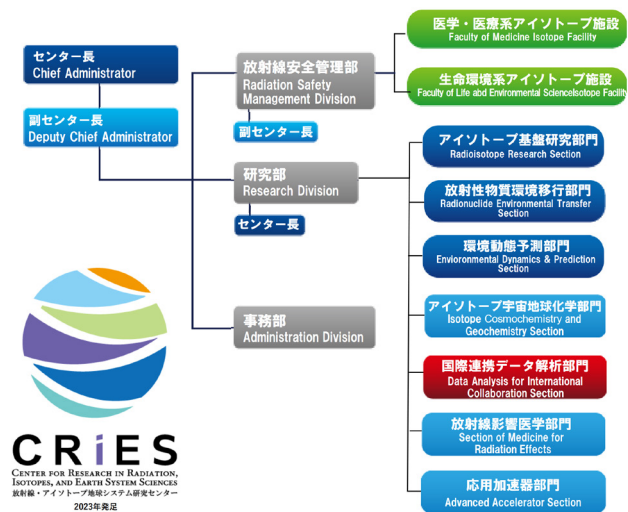 センター長
Chief Administrator
副センター長
Deputy Chief Administrator
放射線安全管理部
Radiation Safety
Management Division
副センター長
研究部
Research Division
センター長
事務部
Administration Division
医学・医療系アイソトープ施設
Faculty of Medicine Isotope Facility
生命環境系アイソトープ施設
Faculty of Life abd Environmental ScienceIsotope Facility
アイソトープ基盤研究部門
Radioisotope Research Section
放射性物質環境移行部門
Radionuclide Environmental Transfer
Section
環境動態予測部門
Envioronmental Dynamics & Prediction
Section
アイソトープ宇宙地球化学部門
Isotope Cosmochemistry and
Geochemistry Section
国際連携データ解析部門
Data Analysis for International
Collaboration Section
放射線影響医学部門
Section of Medicine for
Radiation Effects
応用加速器部門
Advanced Accelerator Section
CRiES
CENTER FOR RESEARCH IN RADIATION,
ISOTOPES, AND EARTH SYSTEM SCIENCES
放射線・アイソトープ地球システム研究センター
2023年発足